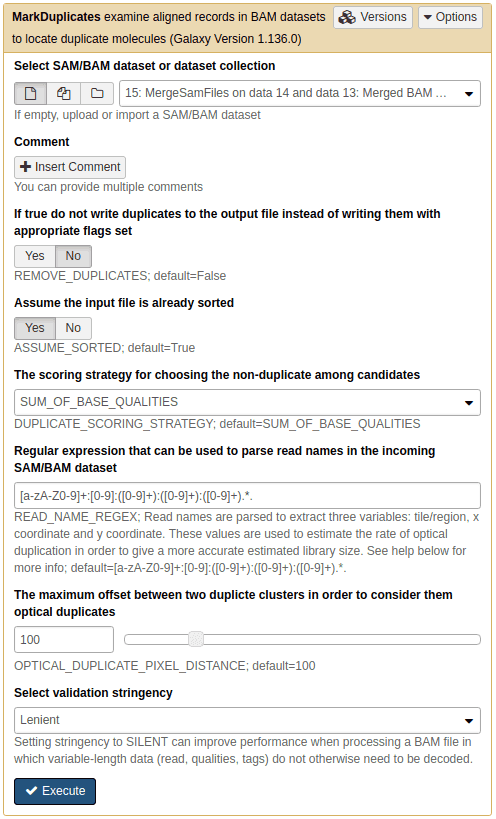 MarkDuplicates examine aligned records in BAM datasets
Versions
Options
to locate duplicate molecules (Galaxy Version 1.136.0)
Select SAM/BAM dataset or dataset collection
15: MergeSamFiles on data 14 and data 13: Merged BAM ...
If empty, upload or import a SAM/BAM dataset
Comment
Insert Comment
You can provide multiple comments
If true do not write duplicates to the output file instead of writing them with
appropriate flags set
Yes No
REMOVE_DUPLICATES; default=False
Assume the input file is already sorted
Yes No
ASSUME_SORTED; default=True
The scoring strategy for choosing the non-duplicate among candidates
SUM_OF_BASE_QUALITIES
DUPLICATE_SCORING_STRATEGY; default=SUM_OF_BASE_QUALITIES
Regular expression that can be used to parse read names in the incoming
SAM/BAM dataset
[a-zA-Z0-9]+:[0-9]:([0-9]+):([0-9]+):([0-9]+).*.
READ_NAME_REGEX; Read names are parsed to extract three variables: tile/region, x
coordinate and y coordinate. These values are used to estimate the rate of optical
duplication in order to give a more accurate estimated library size. See help below for
more info; default=[a-zA-Z0-9]+:[0-9]:([0-9]+):([0-9]+):([0-9]+).*.
The maximum offset between two duplicte clusters in order to consider them
optical duplicates
100
OPTICAL_DUPLICATE_PIXEL_DISTANCE; default=100
Select validation stringency
Lenient
Setting stringency to SILENT can improve performance when processing a BAM file in
which variable-length data (read, qualities, tags) do not otherwise need to be decoded.
Execute